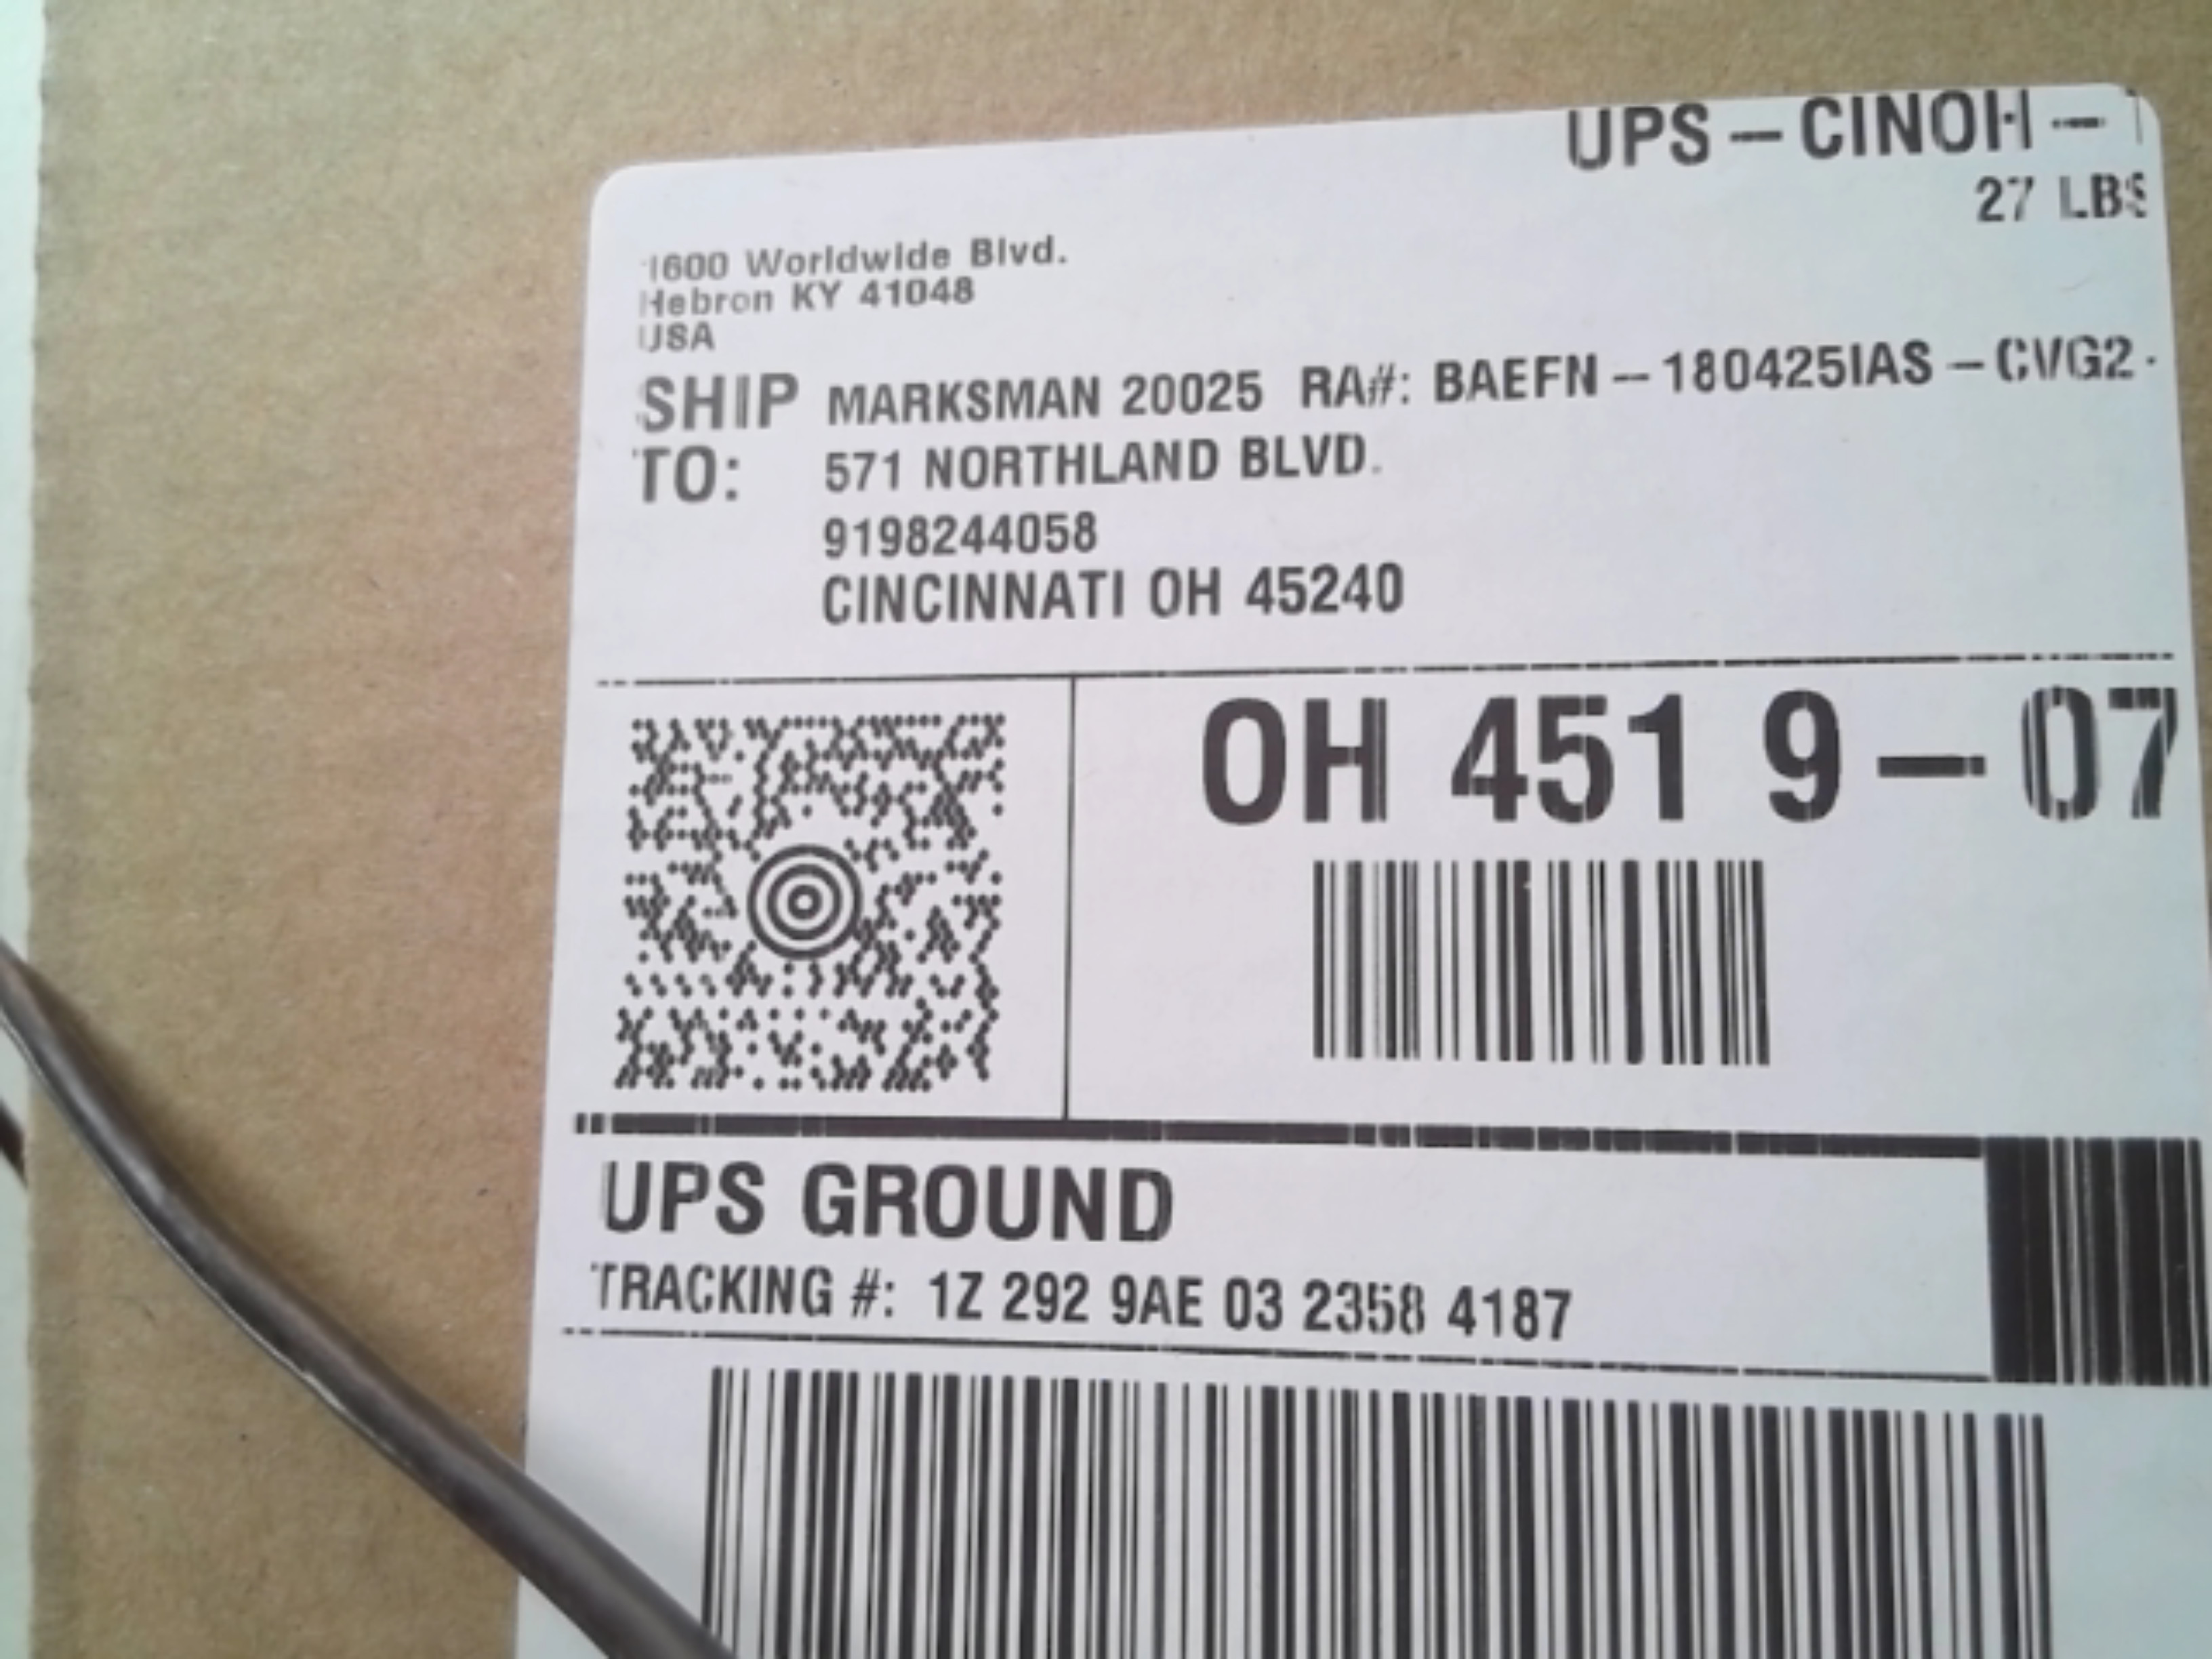 UPS – CINOH –
27 LBS
1600 Worldwide Blvd.
Hebron KY 41048
USA
SHIP TO: MARKSMAN 20025 RA#: BAEFN – 180425IAS – CVG2 -
571 NORTHLAND BLVD.
9198244058
CINCINNATI OH 45240
OH 451 9 – 07
UPS GROUND
TRACKING #: 1Z 292 9AE 03 2358 4187